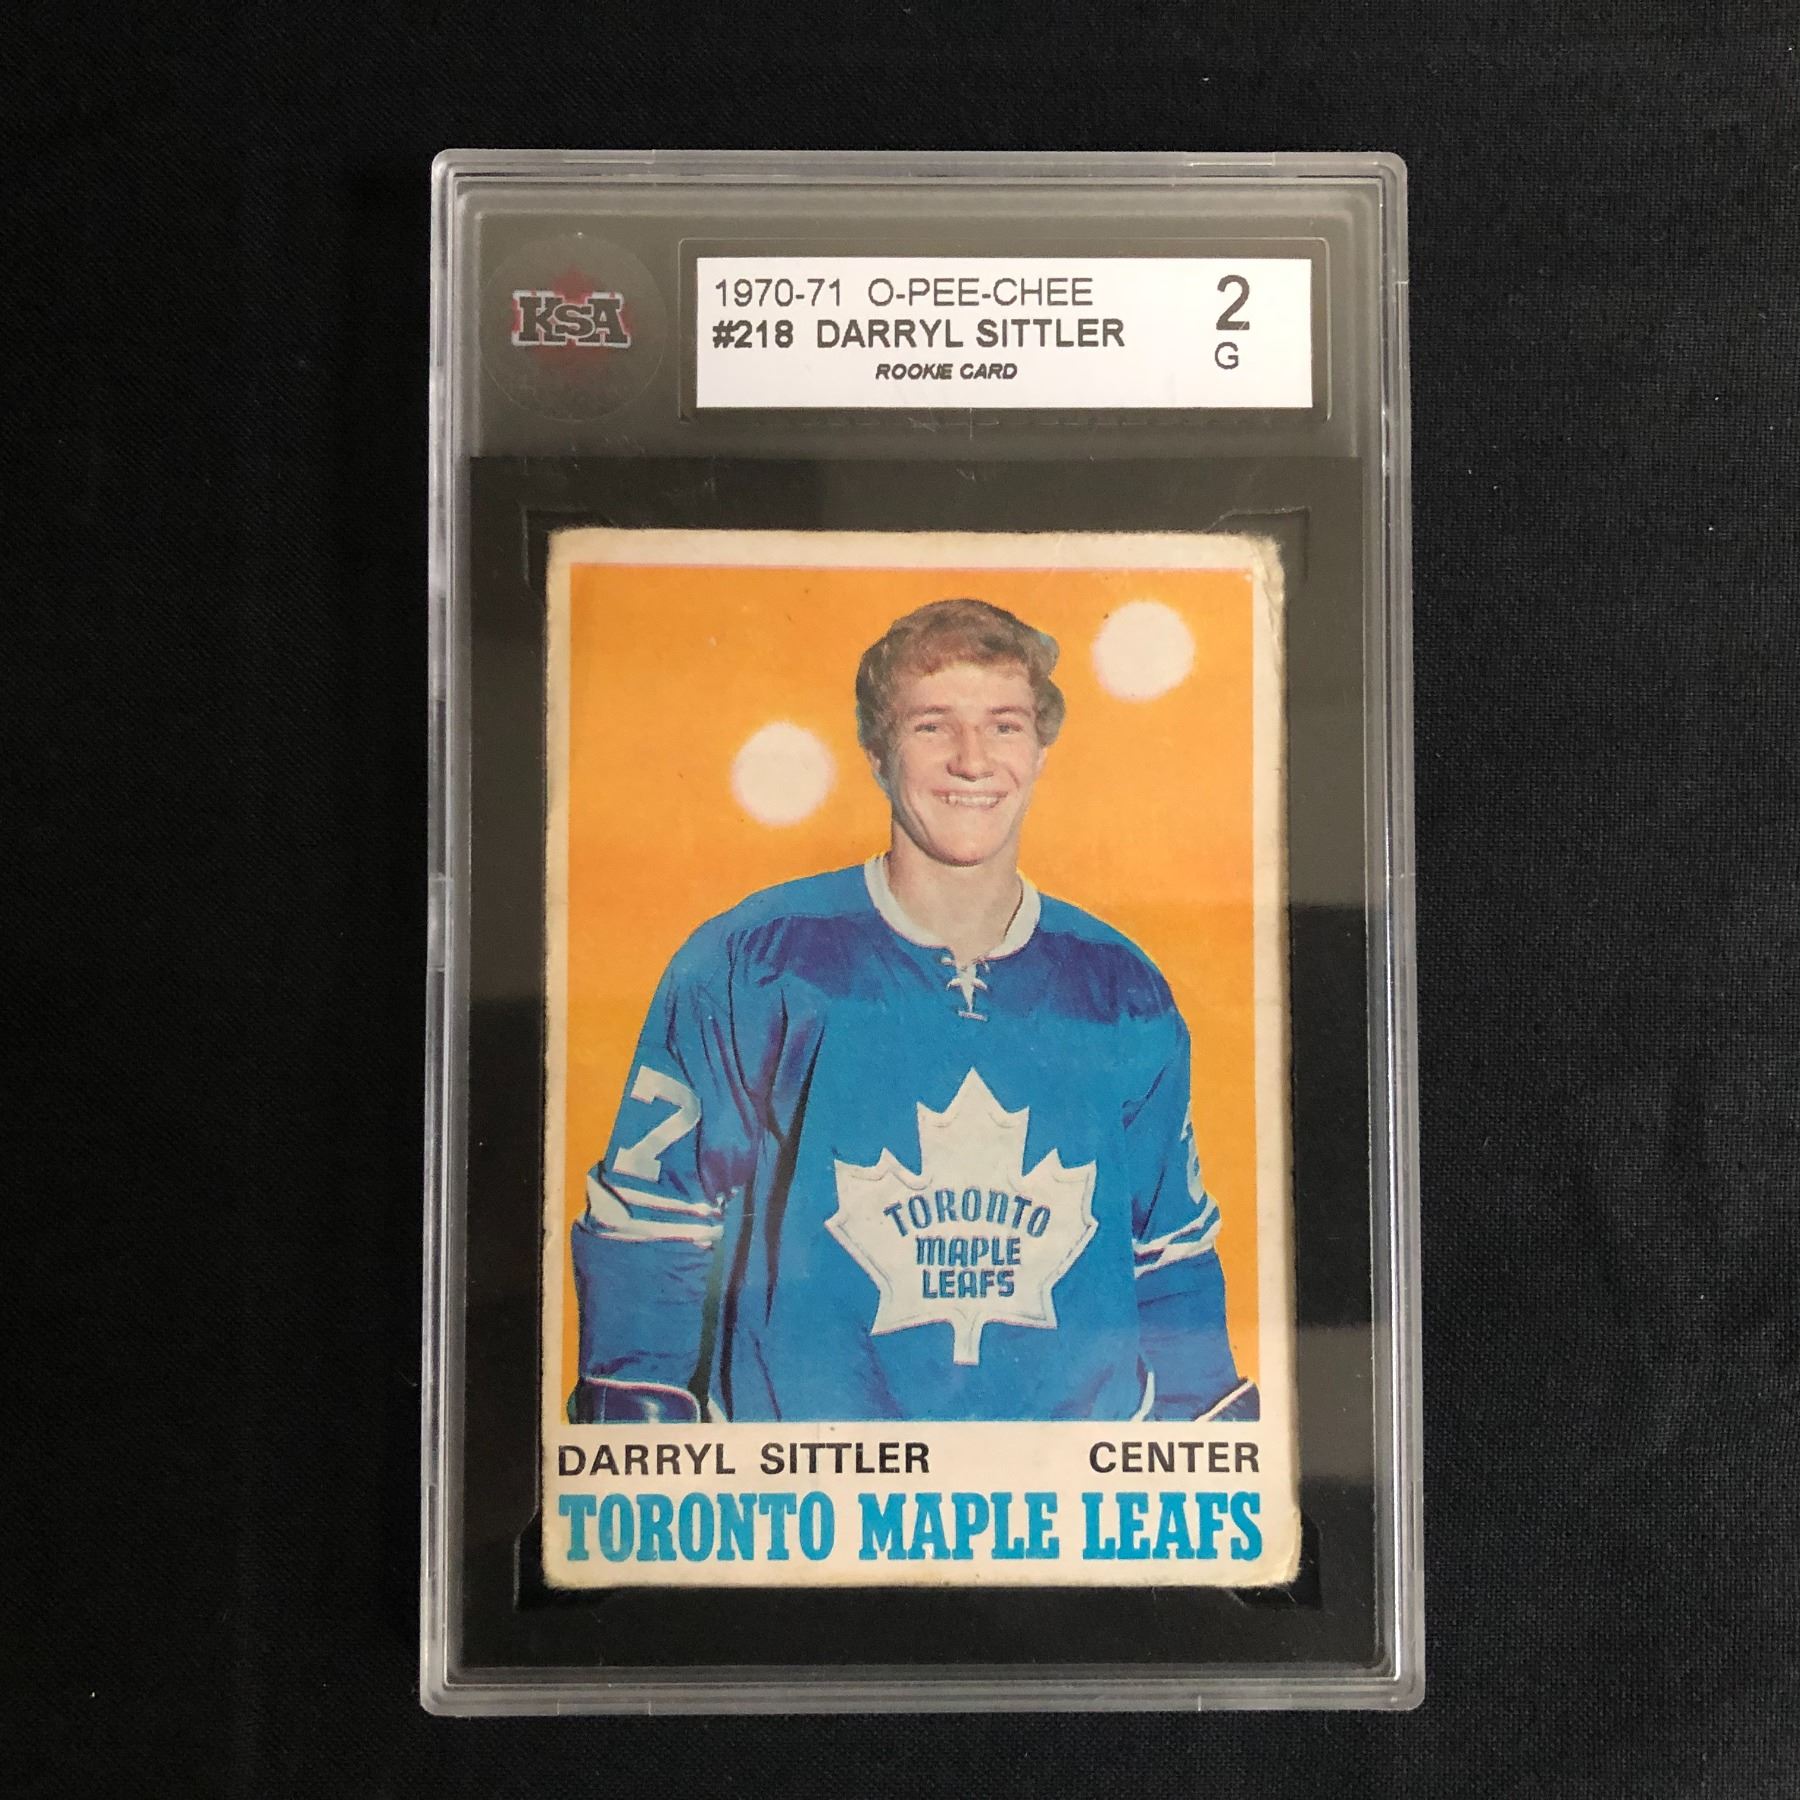 KSA
1970-71 O-PEE-CHEE
#218 DARRYL SITTLER
ROOKIE CARD
2
G
7
TORONTO
MAPLE
LEAFS
DARRYL SITTLER CENTER
TORONTO MAPLE LEAFS